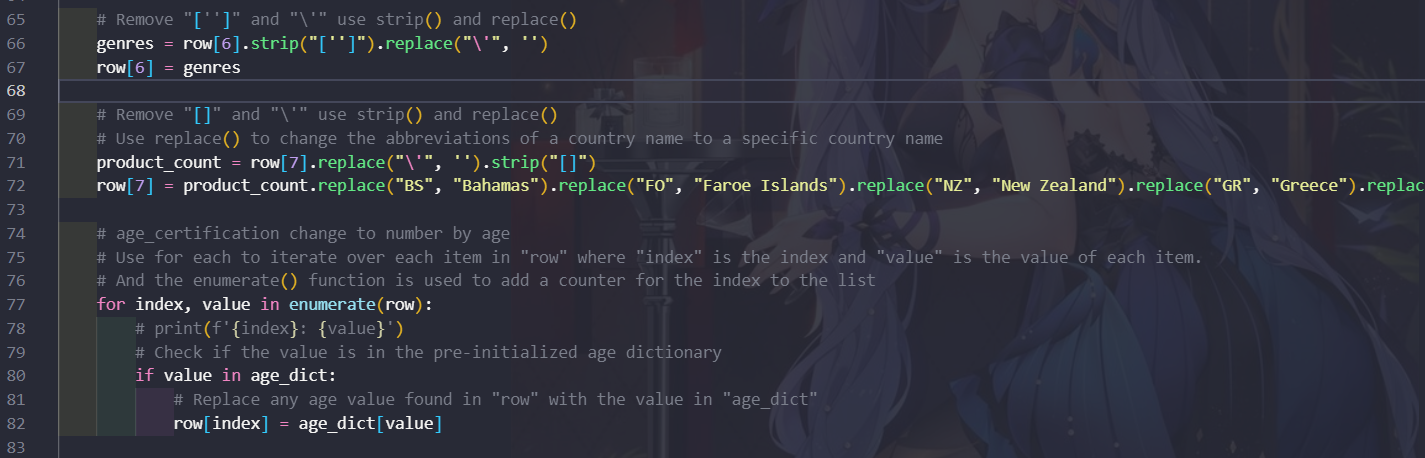 65 # Remove "['']" and "\'" use strip() and replace()
66 genres = row[6].strip("['']").replace("\'", '')
67 row[6] = genres
68
69 # Remove "[]" and "\'" use strip() and replace()
70 # Use replace() to change the abbreviations of a country name to a specific country name
71 product_count = row[7].replace("\'", '').strip("[]")
72 row[7] = product_count.replace("BS", "Bahamas").replace("FO", "Faroe Islands").replace("NZ", "New Zealand").replace("GR", "Greece").replac
73
74 # age_certification change to number by age
75 # Use for each to iterate over each item in "row" where "index" is the index and "value" is the value of each item.
76 # And the enumerate() function is used to add a counter for the index to the list
77 for index, value in enumerate(row):
78 # print(f'{index}: {value}')
79 # Check if the value is in the pre-initialized age dictionary
80 if value in age_dict:
81 # Replace any age value found in "row" with the value in "age_dict"
82 row[index] = age_dict[value]
83